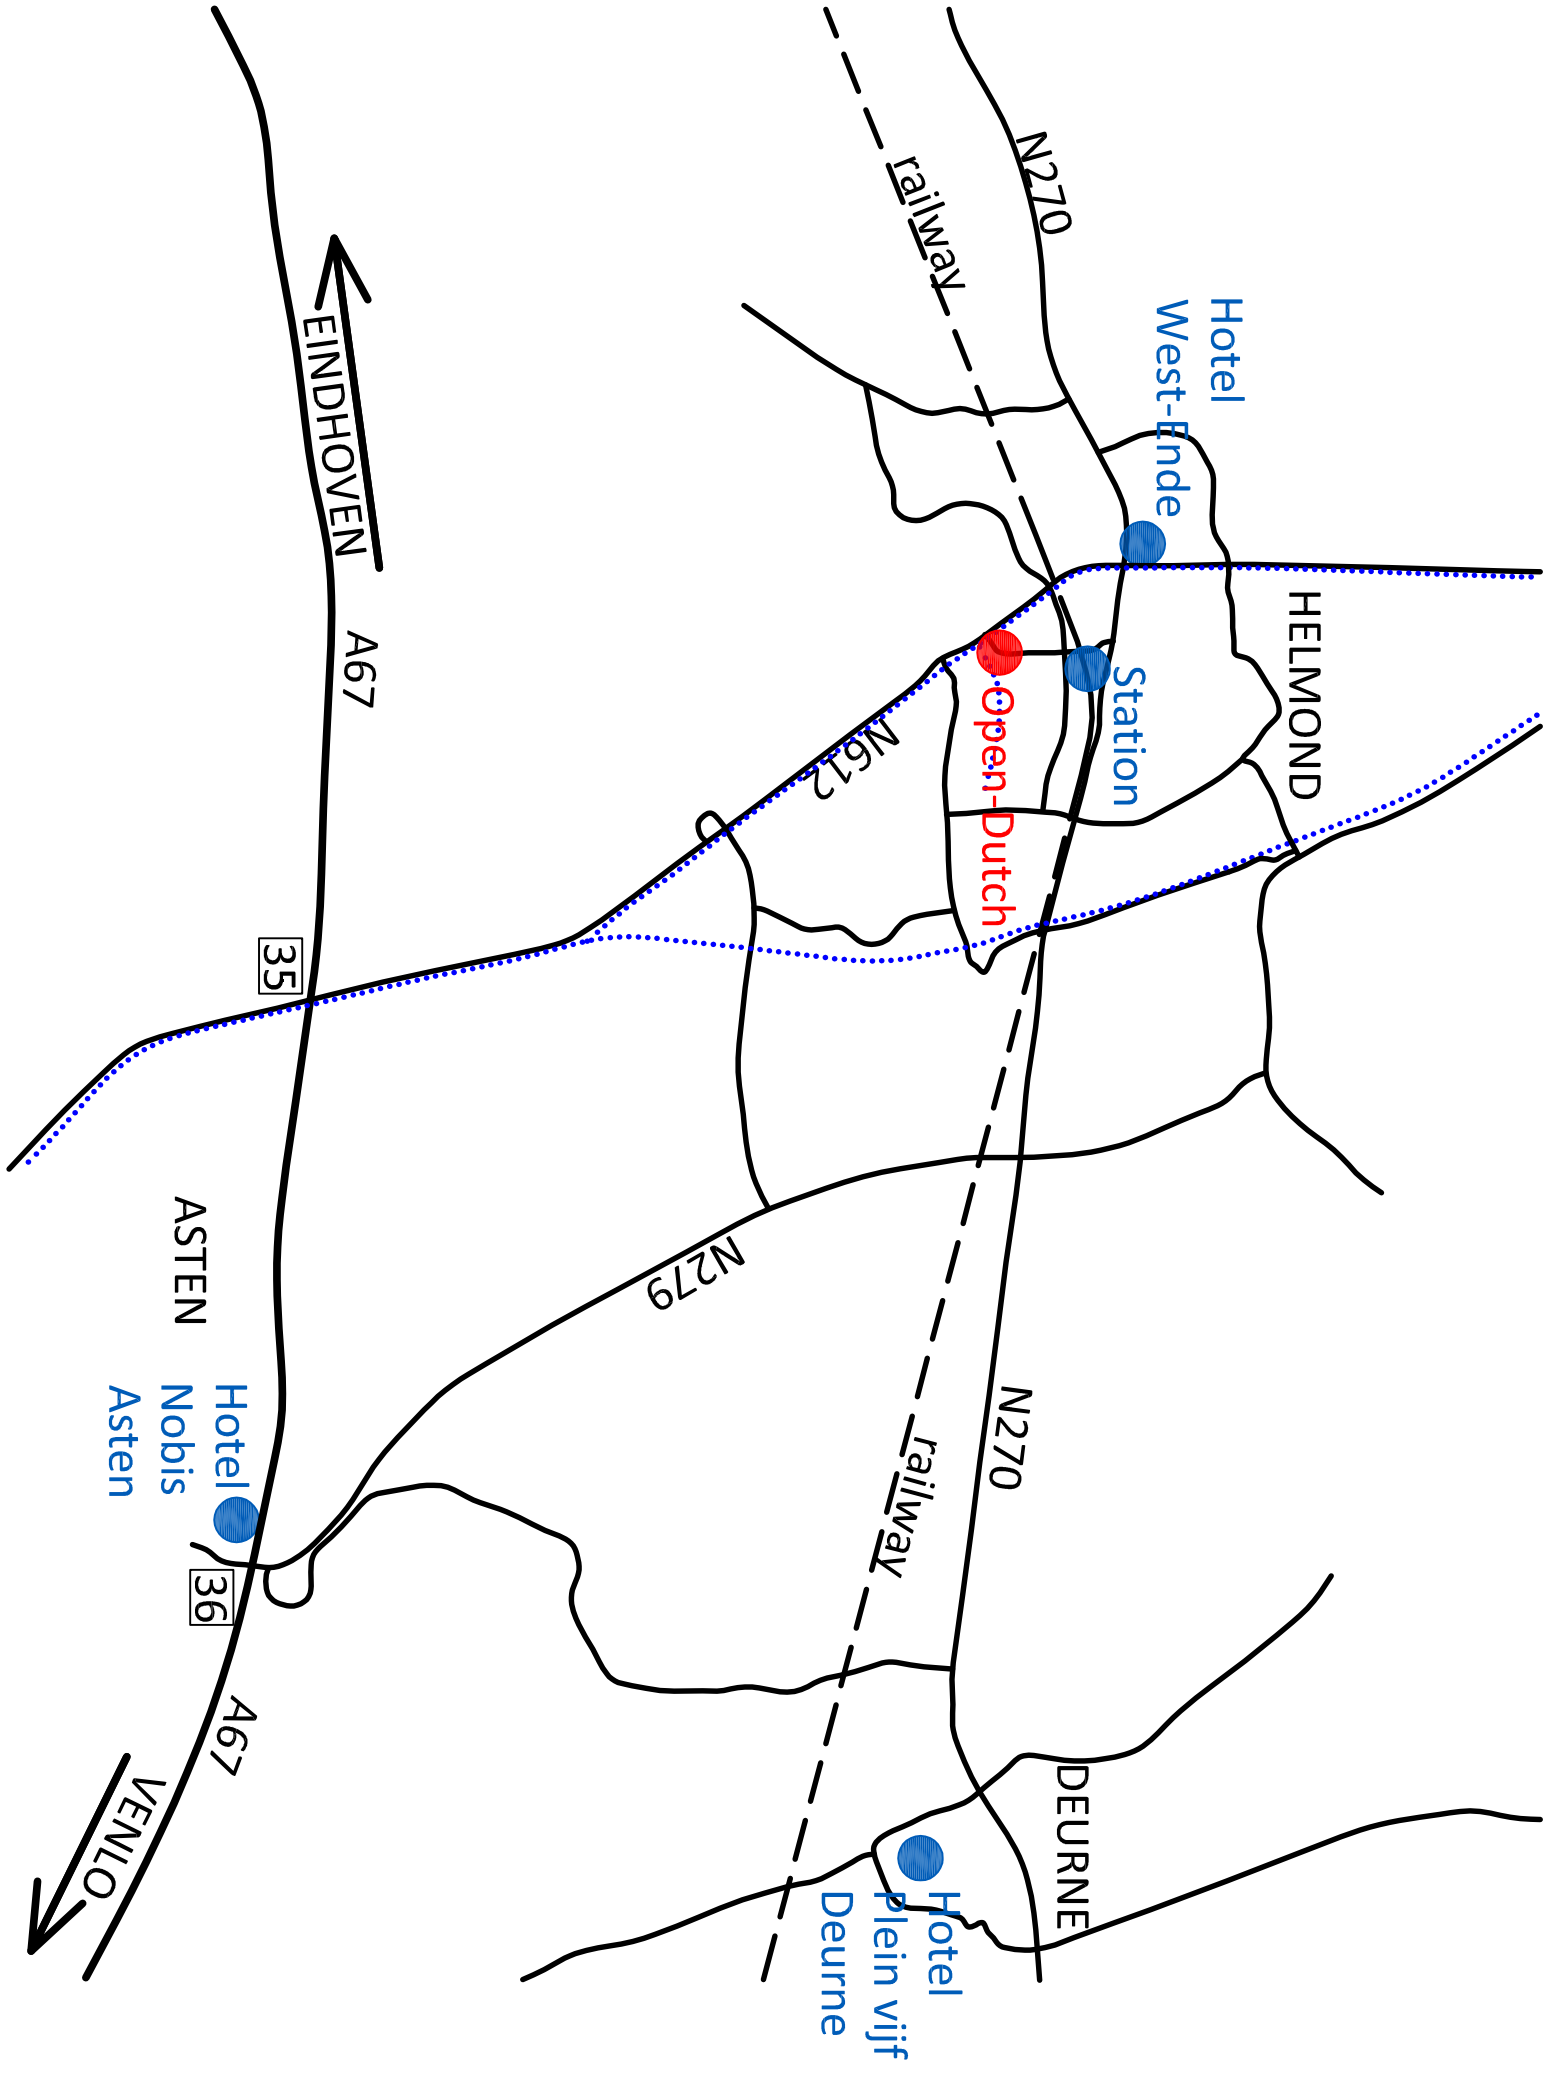 N270
railway
Hotel
West-Ende
HELMOND
Station
Open-Dutch
N612
EINDHOVEN
A67
35
ASTEN
Hotel
Nobis
Asten
36
A67
VENLO
N279
N270
railway
DEURNE
Hotel
Plein vijf
Deurne